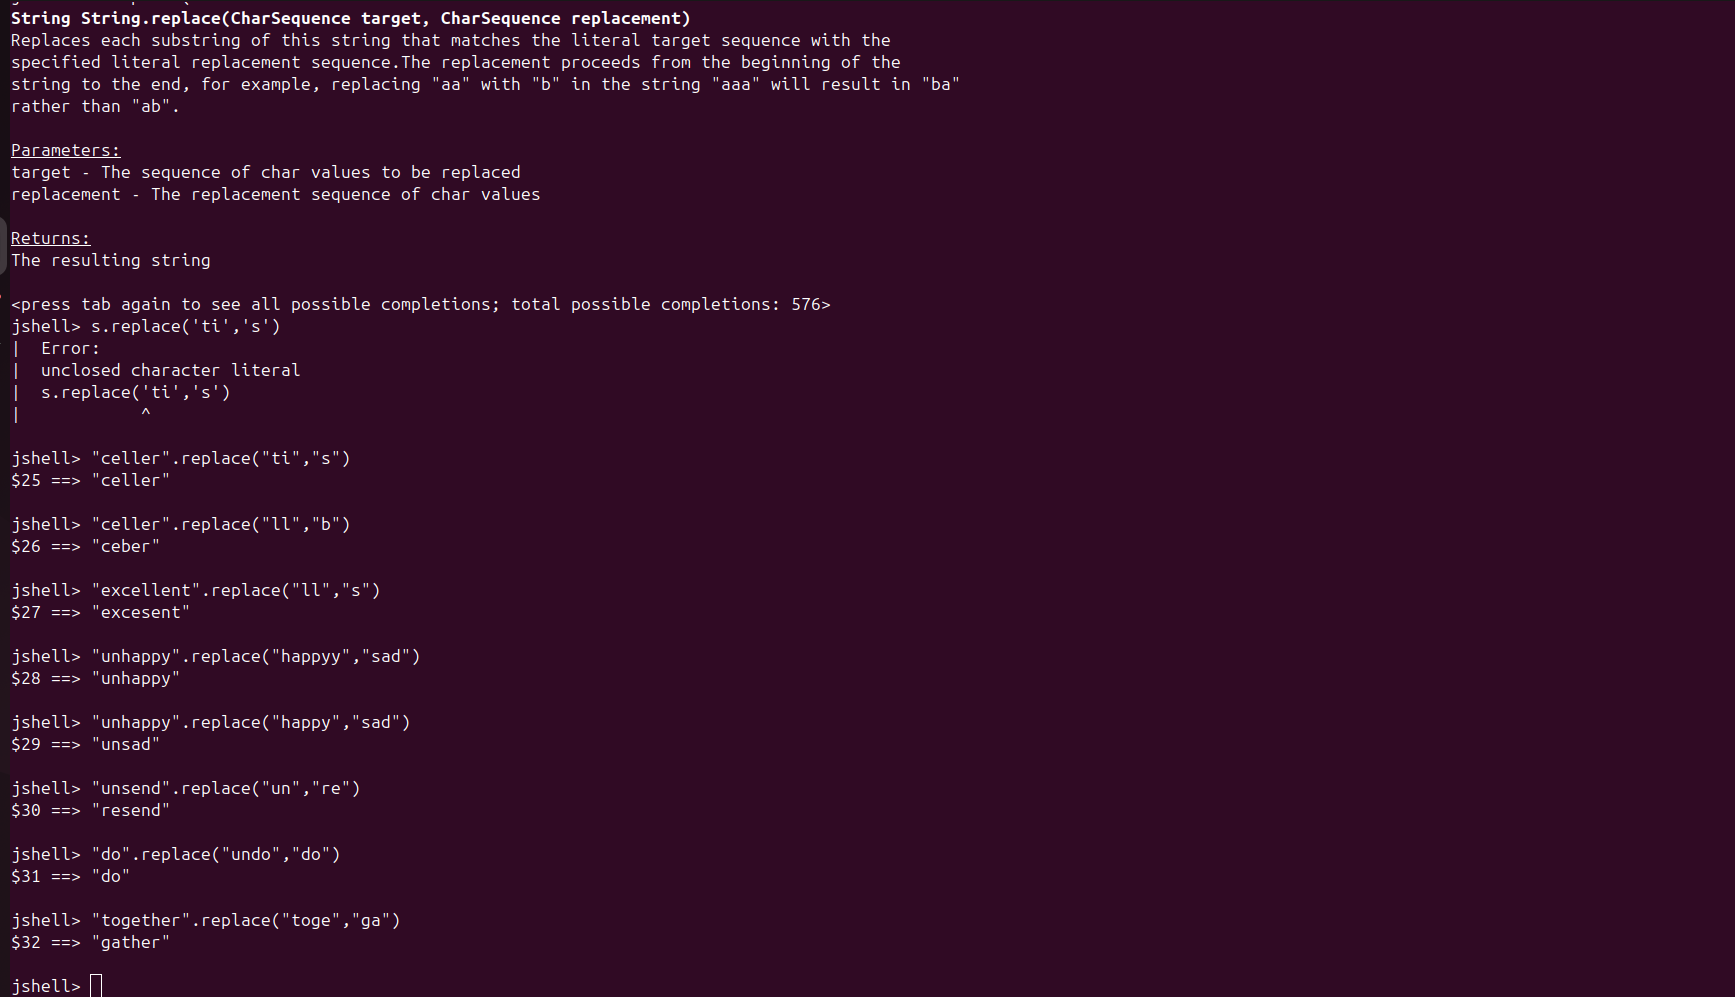 String String.replace(CharSequence target, CharSequence replacement)
Replaces each substring of this string that matches the literal target sequence with the
specified literal replacement sequence.The replacement proceeds from the beginning of the
string to the end, for example, replacing "aa" with "b" in the string "aaa" will result in "ba"
rather than "ab".

Parameters:
target - The sequence of char values to be replaced
replacement - The replacement sequence of char values

Returns:
The resulting string

<press tab again to see all possible completions; total possible completions: 576>
jshell> s.replace('ti','s')
|  Error:
|  unclosed character literal
|  s.replace('ti','s')
|            ^

jshell> "celler".replace("ti","s")
$25 ==> "celler"

jshell> "celler".replace("ll","b")
$26 ==> "ceber"

jshell> "excellent".replace("ll","s")
$27 ==> "excesent"

jshell> "unhappy".replace("happyy","sad")
$28 ==> "unhappy"

jshell> "unhappy".replace("happy","sad")
$29 ==> "unsad"

jshell> "unsend".replace("un","re")
$30 ==> "resend"

jshell> "do".replace("undo","do")
$31 ==> "do"

jshell> "together".replace("toge","ga")
$32 ==> "gather"

jshell>